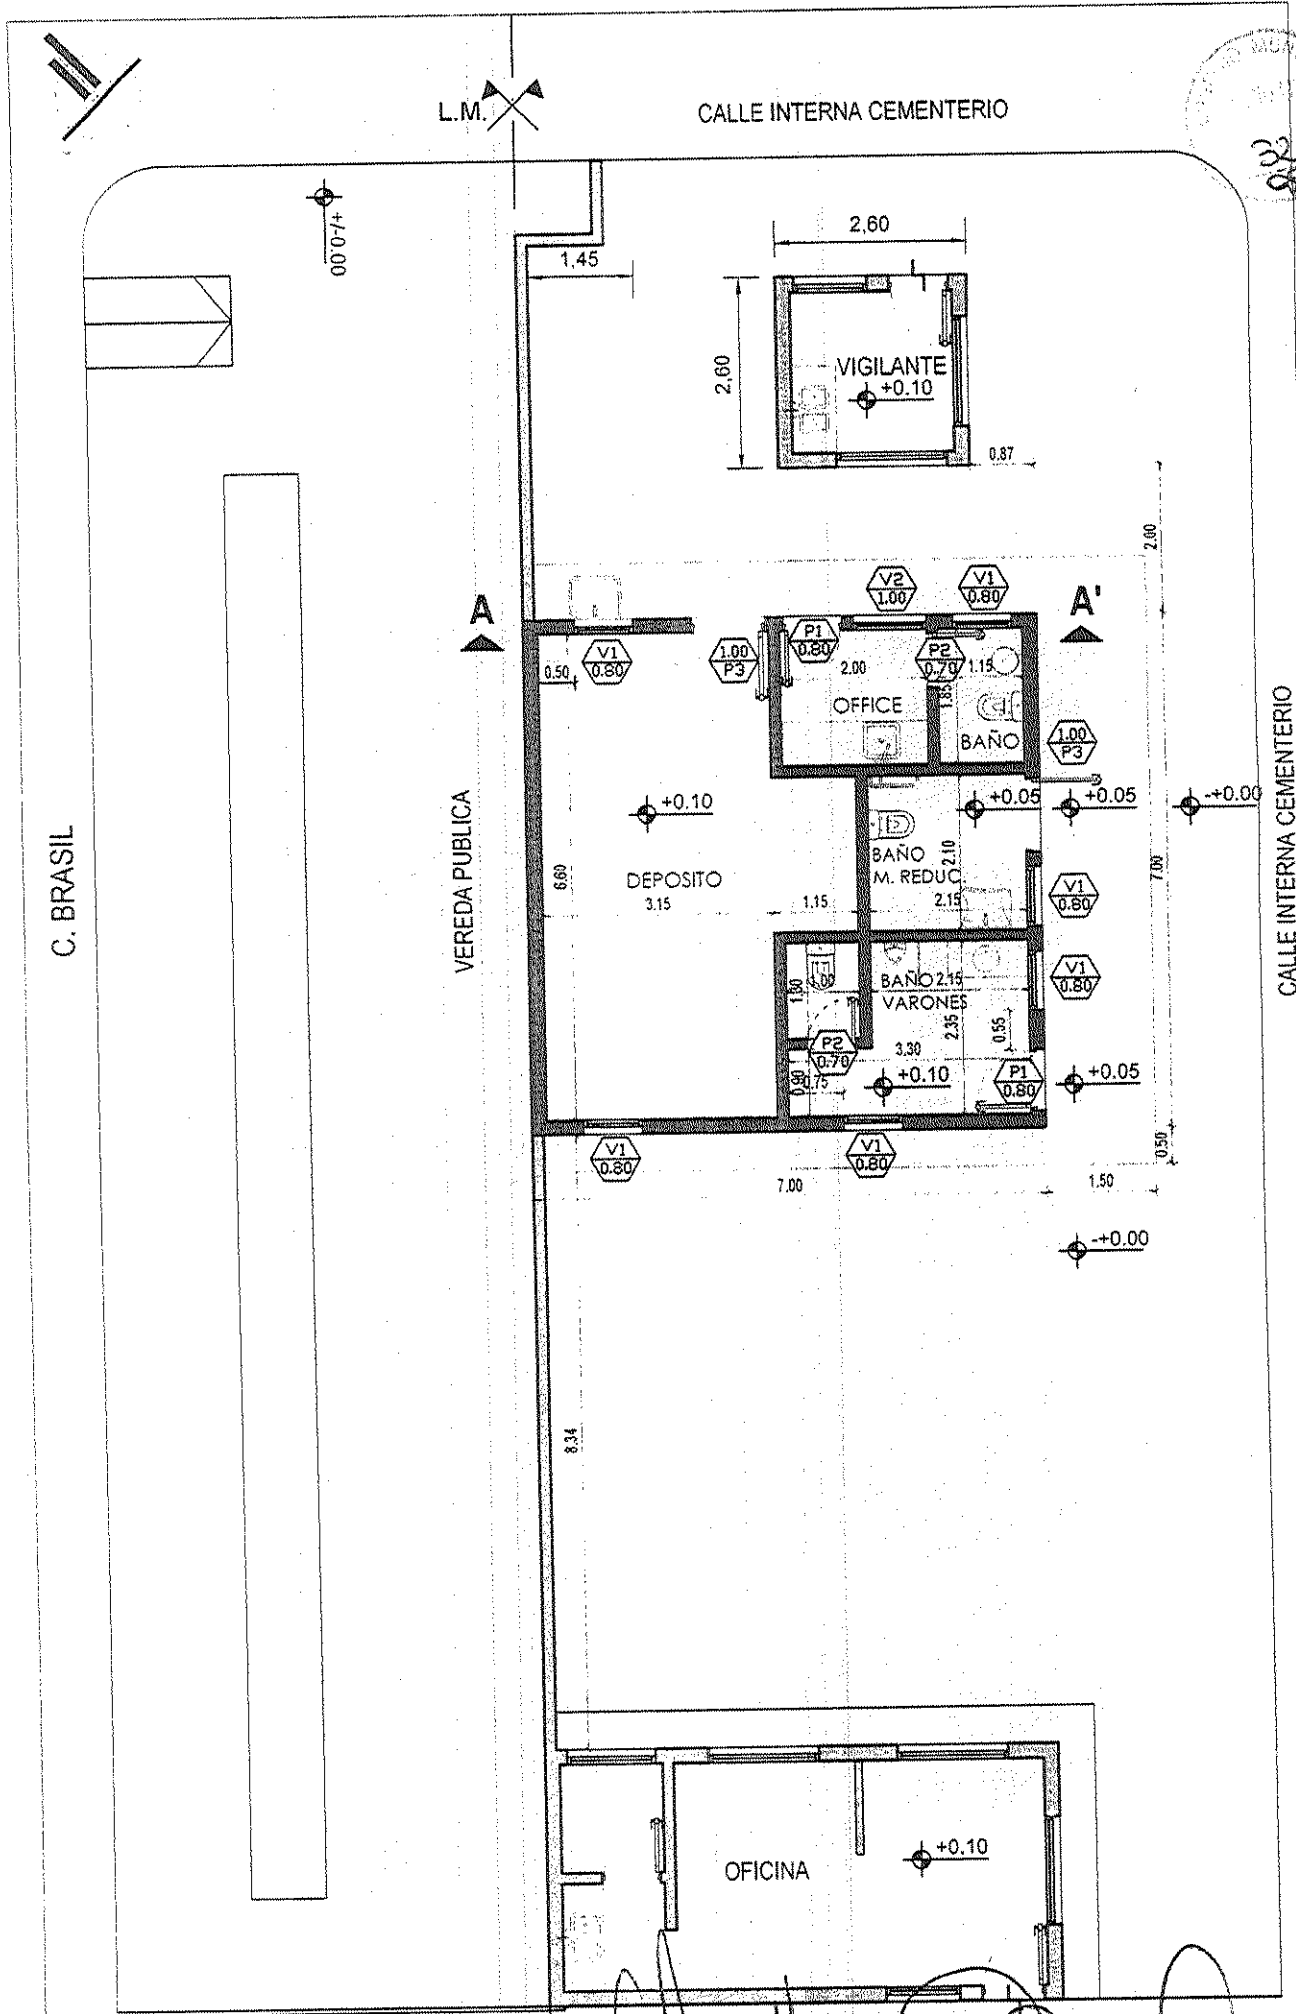 L.M.
CALLE INTERNA CEMENTERIO
+/-0.00
2,60
1,45
2,60
VIGILANTE
+0.10
0.87
2.00
V2
1.00
V1
0.80
A
A'
V1
0.80
0.50
1.00
P3
P1
0.80
2.00
P2
0.70
1.15
1.85
OFFICE
BAÑO
1.00
P3
+0.10
+0.05
+0.05
-+0.00
C. BRASIL
VEREDA PUBLICA
CALLE INTERNA CEMENTERIO
6.60
DEPOSITO
3.15
1.15
BAÑO
M. REDUC.
2.10
2.15
7.00
V1
0.80
V1
0.80
BAÑO
VARONES
2.15
2.35
0.55
3.30
P2
0.70
0.90
0.75
+0.10
P1
0.80
+0.05
V1
0.80
V1
0.80
0.50
7.00
1.50
-+0.00
8.34
OFICINA
+0.10